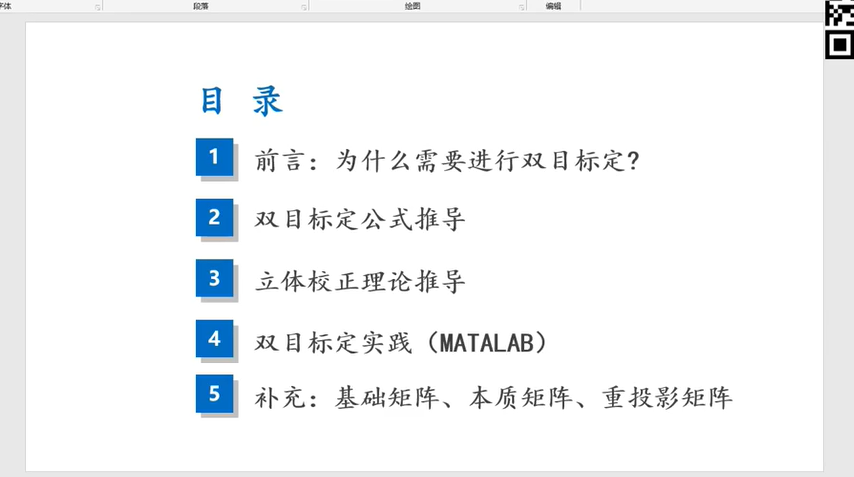 字体 段落 绘图 编辑
目 录
1 前言：为什么需要进行双目标定？
2 双目标定公式推导
3 立体校正理论推导
4 双目标定实践（MATALAB）
5 补充：基础矩阵、本质矩阵、重投影矩阵